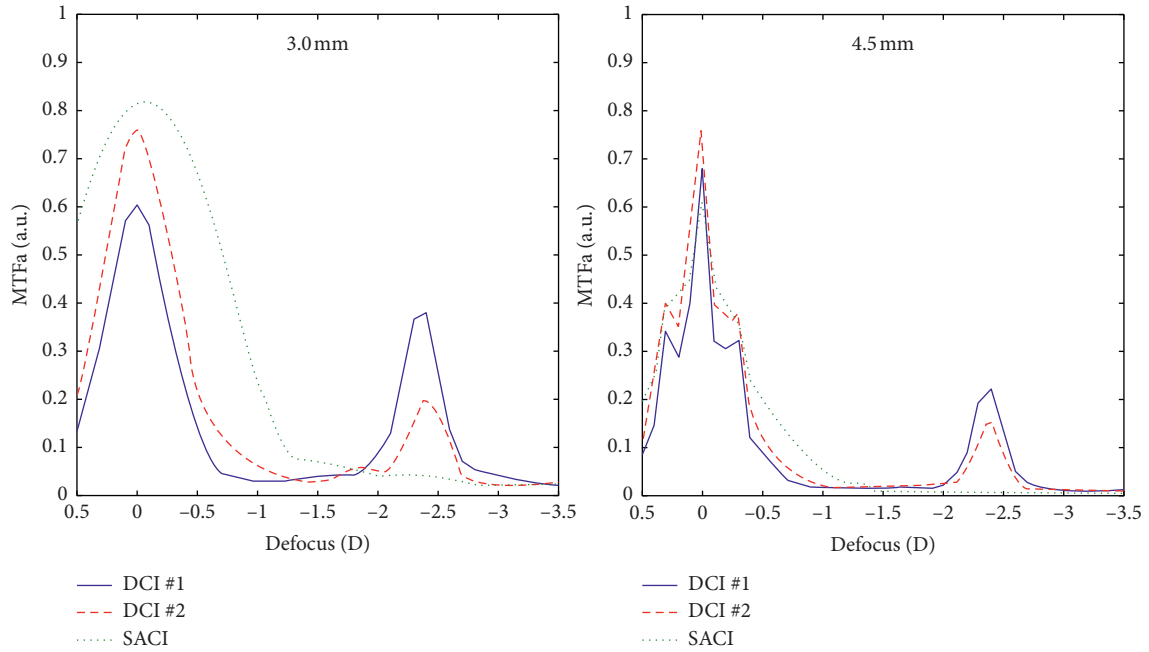 3.0 mm
MTFa (a.u.)
1
0.9
0.8
0.7
0.6
0.5
0.4
0.3
0.2
0.1
0
0.5 0 –0.5 –1 –1.5 –2 –2.5 –3 –3.5
Defocus (D)
DCI #1
DCI #2
SACI
4.5 mm
MTFa (a.u.)
1
0.9
0.8
0.7
0.6
0.5
0.4
0.3
0.2
0.1
0
0.5 0 –0.5 –1 –1.5 –2 –2.5 –3 –3.5
Defocus (D)
DCI #1
DCI #2
SACI